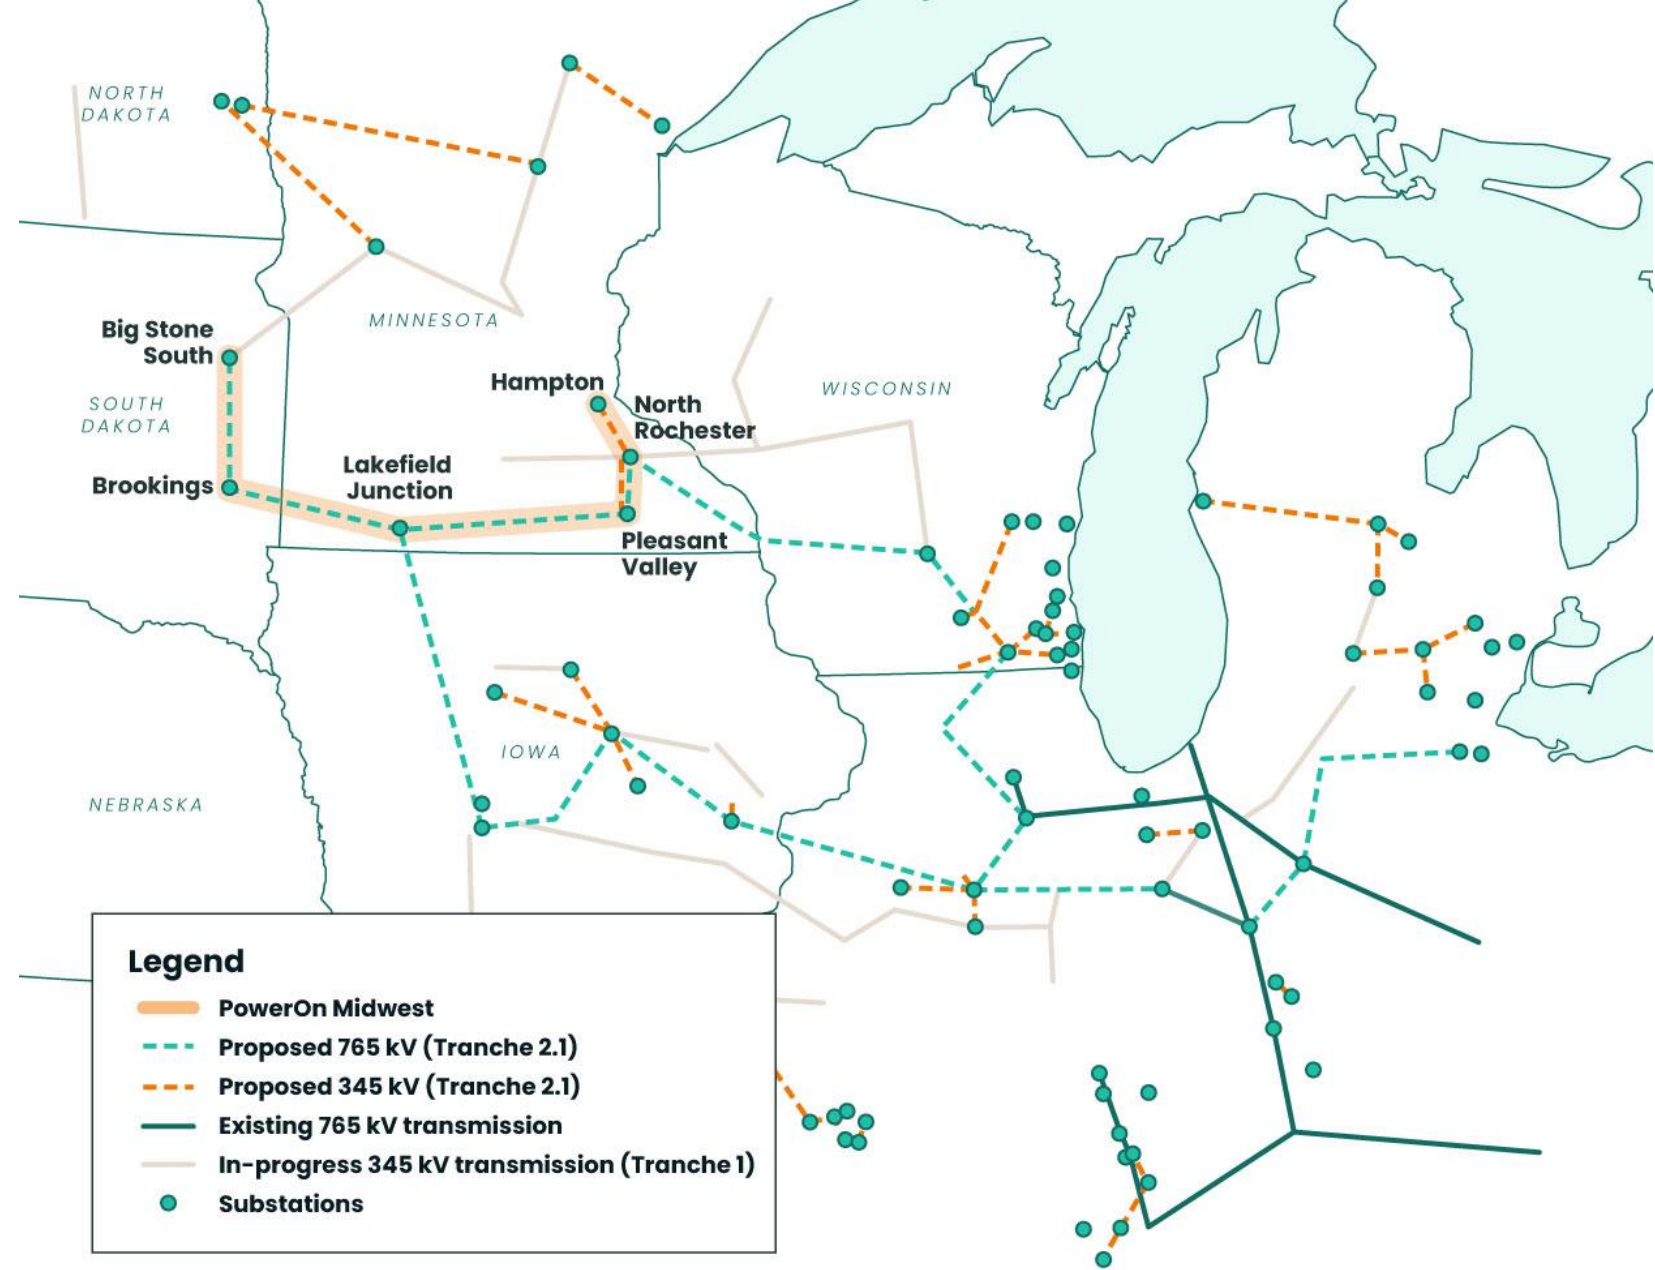 NORTH
DAKOTA
MINNESOTA
Big Stone
South
SOUTH
DAKOTA
Hampton
North
Rochester
WISCONSIN
Lakefield
Junction
Brookings
Pleasant
Valley
IOWA
NEBRASKA
Legend
PowerOn Midwest
Proposed 765 kV (Tranche 2.1)
Proposed 345 kV (Tranche 2.1)
Existing 765 kV transmission
In-progress 345 kV transmission (Tranche 1)
Substations